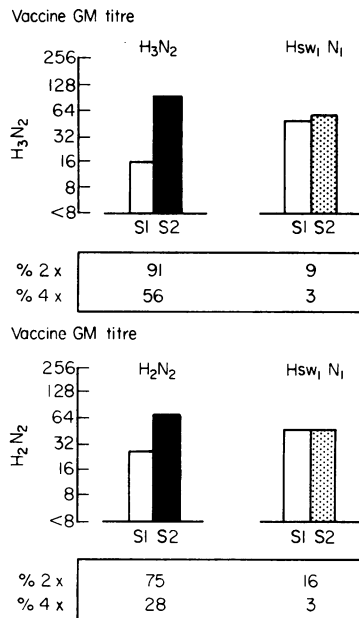 Vaccine GM titre
H₃N₂ Hsw₁ N₁
256
128
64
32
16
8
<8
H₃N₂
S1 S2 S1 S2
% 2 x 91 9
% 4 x 56 3
Vaccine GM titre
H₂N₂ Hsw₁ N₁
256
128
64
32
16
8
<8
H₂N₂
S1 S2 S1 S2
% 2 x 75 16
% 4 x 28 3